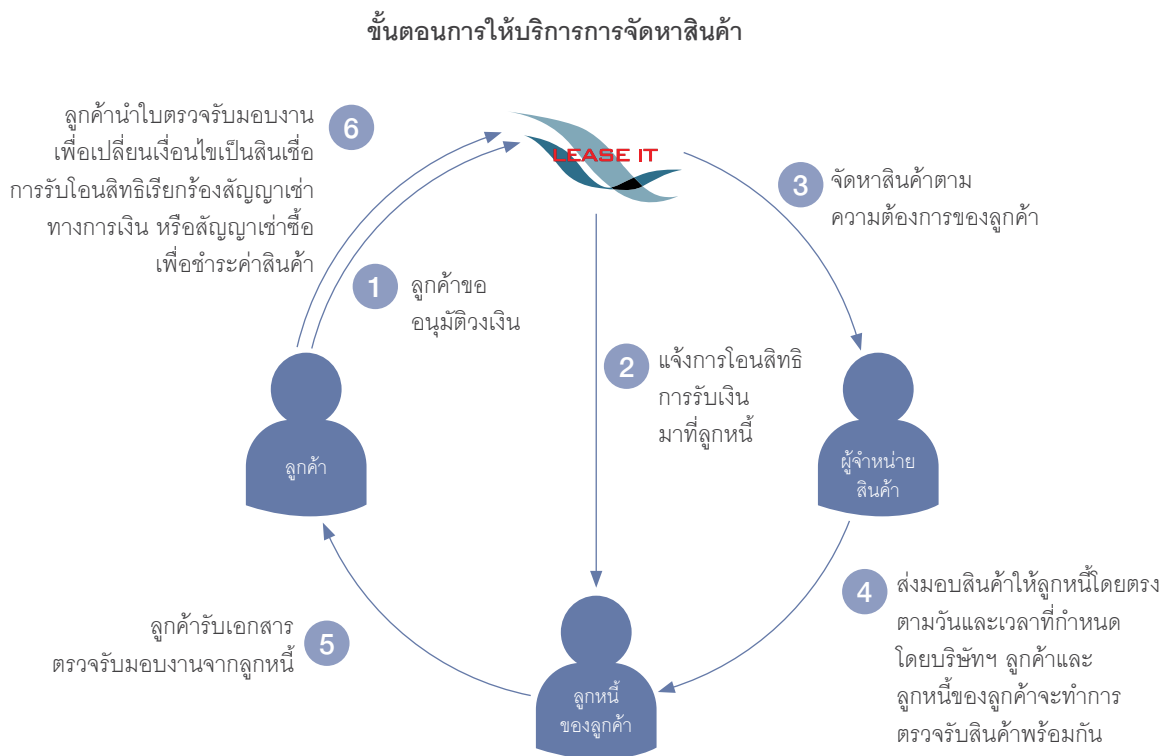 ขั้นตอนการให้บริการการจัดหาสินค้า
6
ลูกค้านำใบตรวจรับมอบงาน
เพื่อเปลี่ยนเงื่อนไขเป็นสินเชื่อ
การรับโอนสิทธิเรียกร้องสัญญาเช่า
ทางการเงิน หรือสัญญาเช่าซื้อ
เพื่อชำระค่าสินค้า
LEASE IT
3
จัดหาสินค้าตาม
ความต้องการของลูกค้า
1
ลูกค้าขอ
อนุมัติวงเงิน
2
แจ้งการโอนสิทธิ
การรับเงิน
มาที่ลูกหนี้
ลูกค้า
ผู้จำหน่าย
สินค้า
4
ส่งมอบสินค้าให้ลูกหนี้โดยตรง
ตามวันและเวลาที่กำหนด
โดยบริษัทฯ ลูกค้าและ
ลูกหนี้ของลูกค้าจะทำการ
ตรวจรับสินค้าพร้อมกัน
5
ลูกค้ารับเอกสาร
ตรวจรับมอบงานจากลูกหนี้
ลูกหนี้
ของลูกค้า